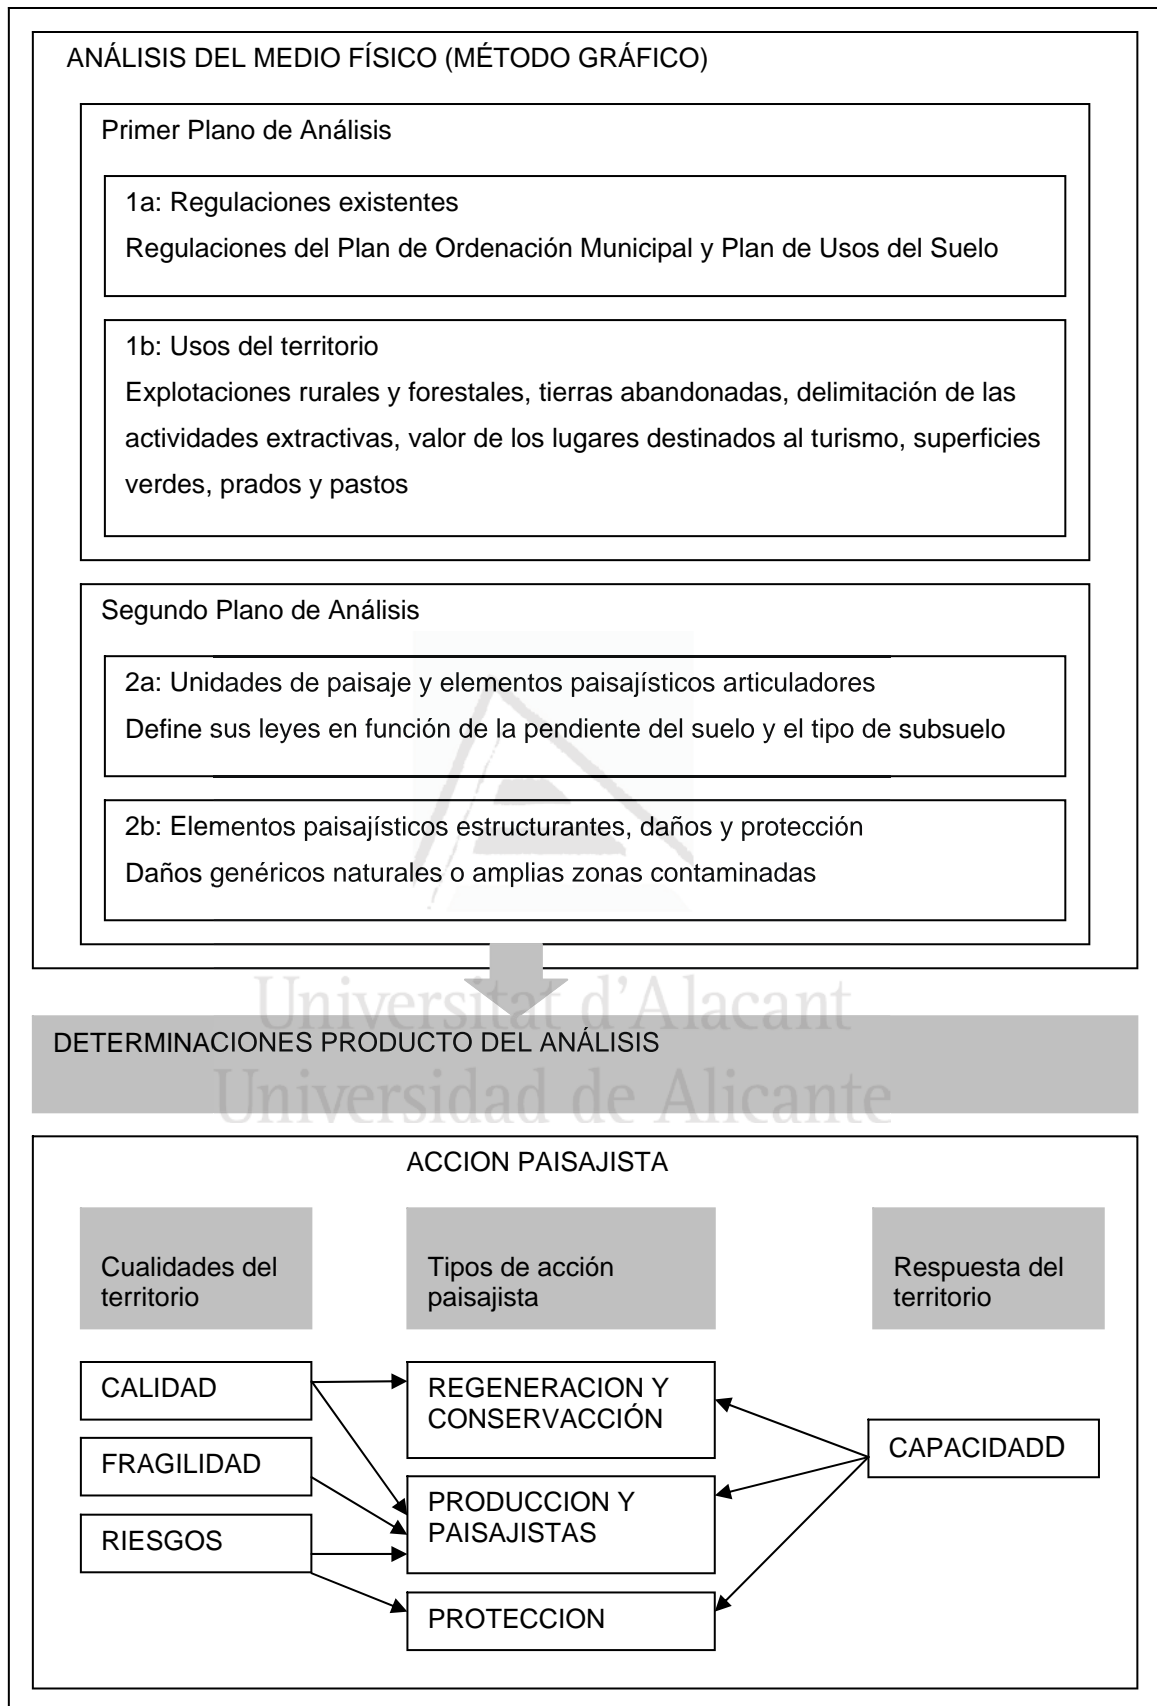 ANÁLISIS DEL MEDIO FÍSICO (MÉTODO GRÁFICO)
Primer Plano de Análisis
1a: Regulaciones existentes
Regulaciones del Plan de Ordenación Municipal y Plan de Usos del Suelo
1b: Usos del territorio
Explotaciones rurales y forestales, tierras abandonadas, delimitación de las
actividades extractivas, valor de los lugares destinados al turismo, superficies
verdes, prados y pastos
Segundo Plano de Análisis
2a: Unidades de paisaje y elementos paisajísticos articuladores
Define sus leyes en función de la pendiente del suelo y el tipo de subsuelo
2b: Elementos paisajísticos estructurantes, daños y protección
Daños genéricos naturales o amplias zonas contaminadas
Universitat d'Alacant
DETERMINACIONES PRODUCTO DEL ANÁLISIS
Universidad de Alicante
ACCION PAISAJISTA
Cualidades del
territorio
Tipos de acción
paisajista
Respuesta del
territorio
CALIDAD
FRAGILIDAD
RIESGOS
REGENERACION Y
CONSERVACCIÓN
PRODUCCION Y
PAISAJISTAS
PROTECCION
CAPACIDADD